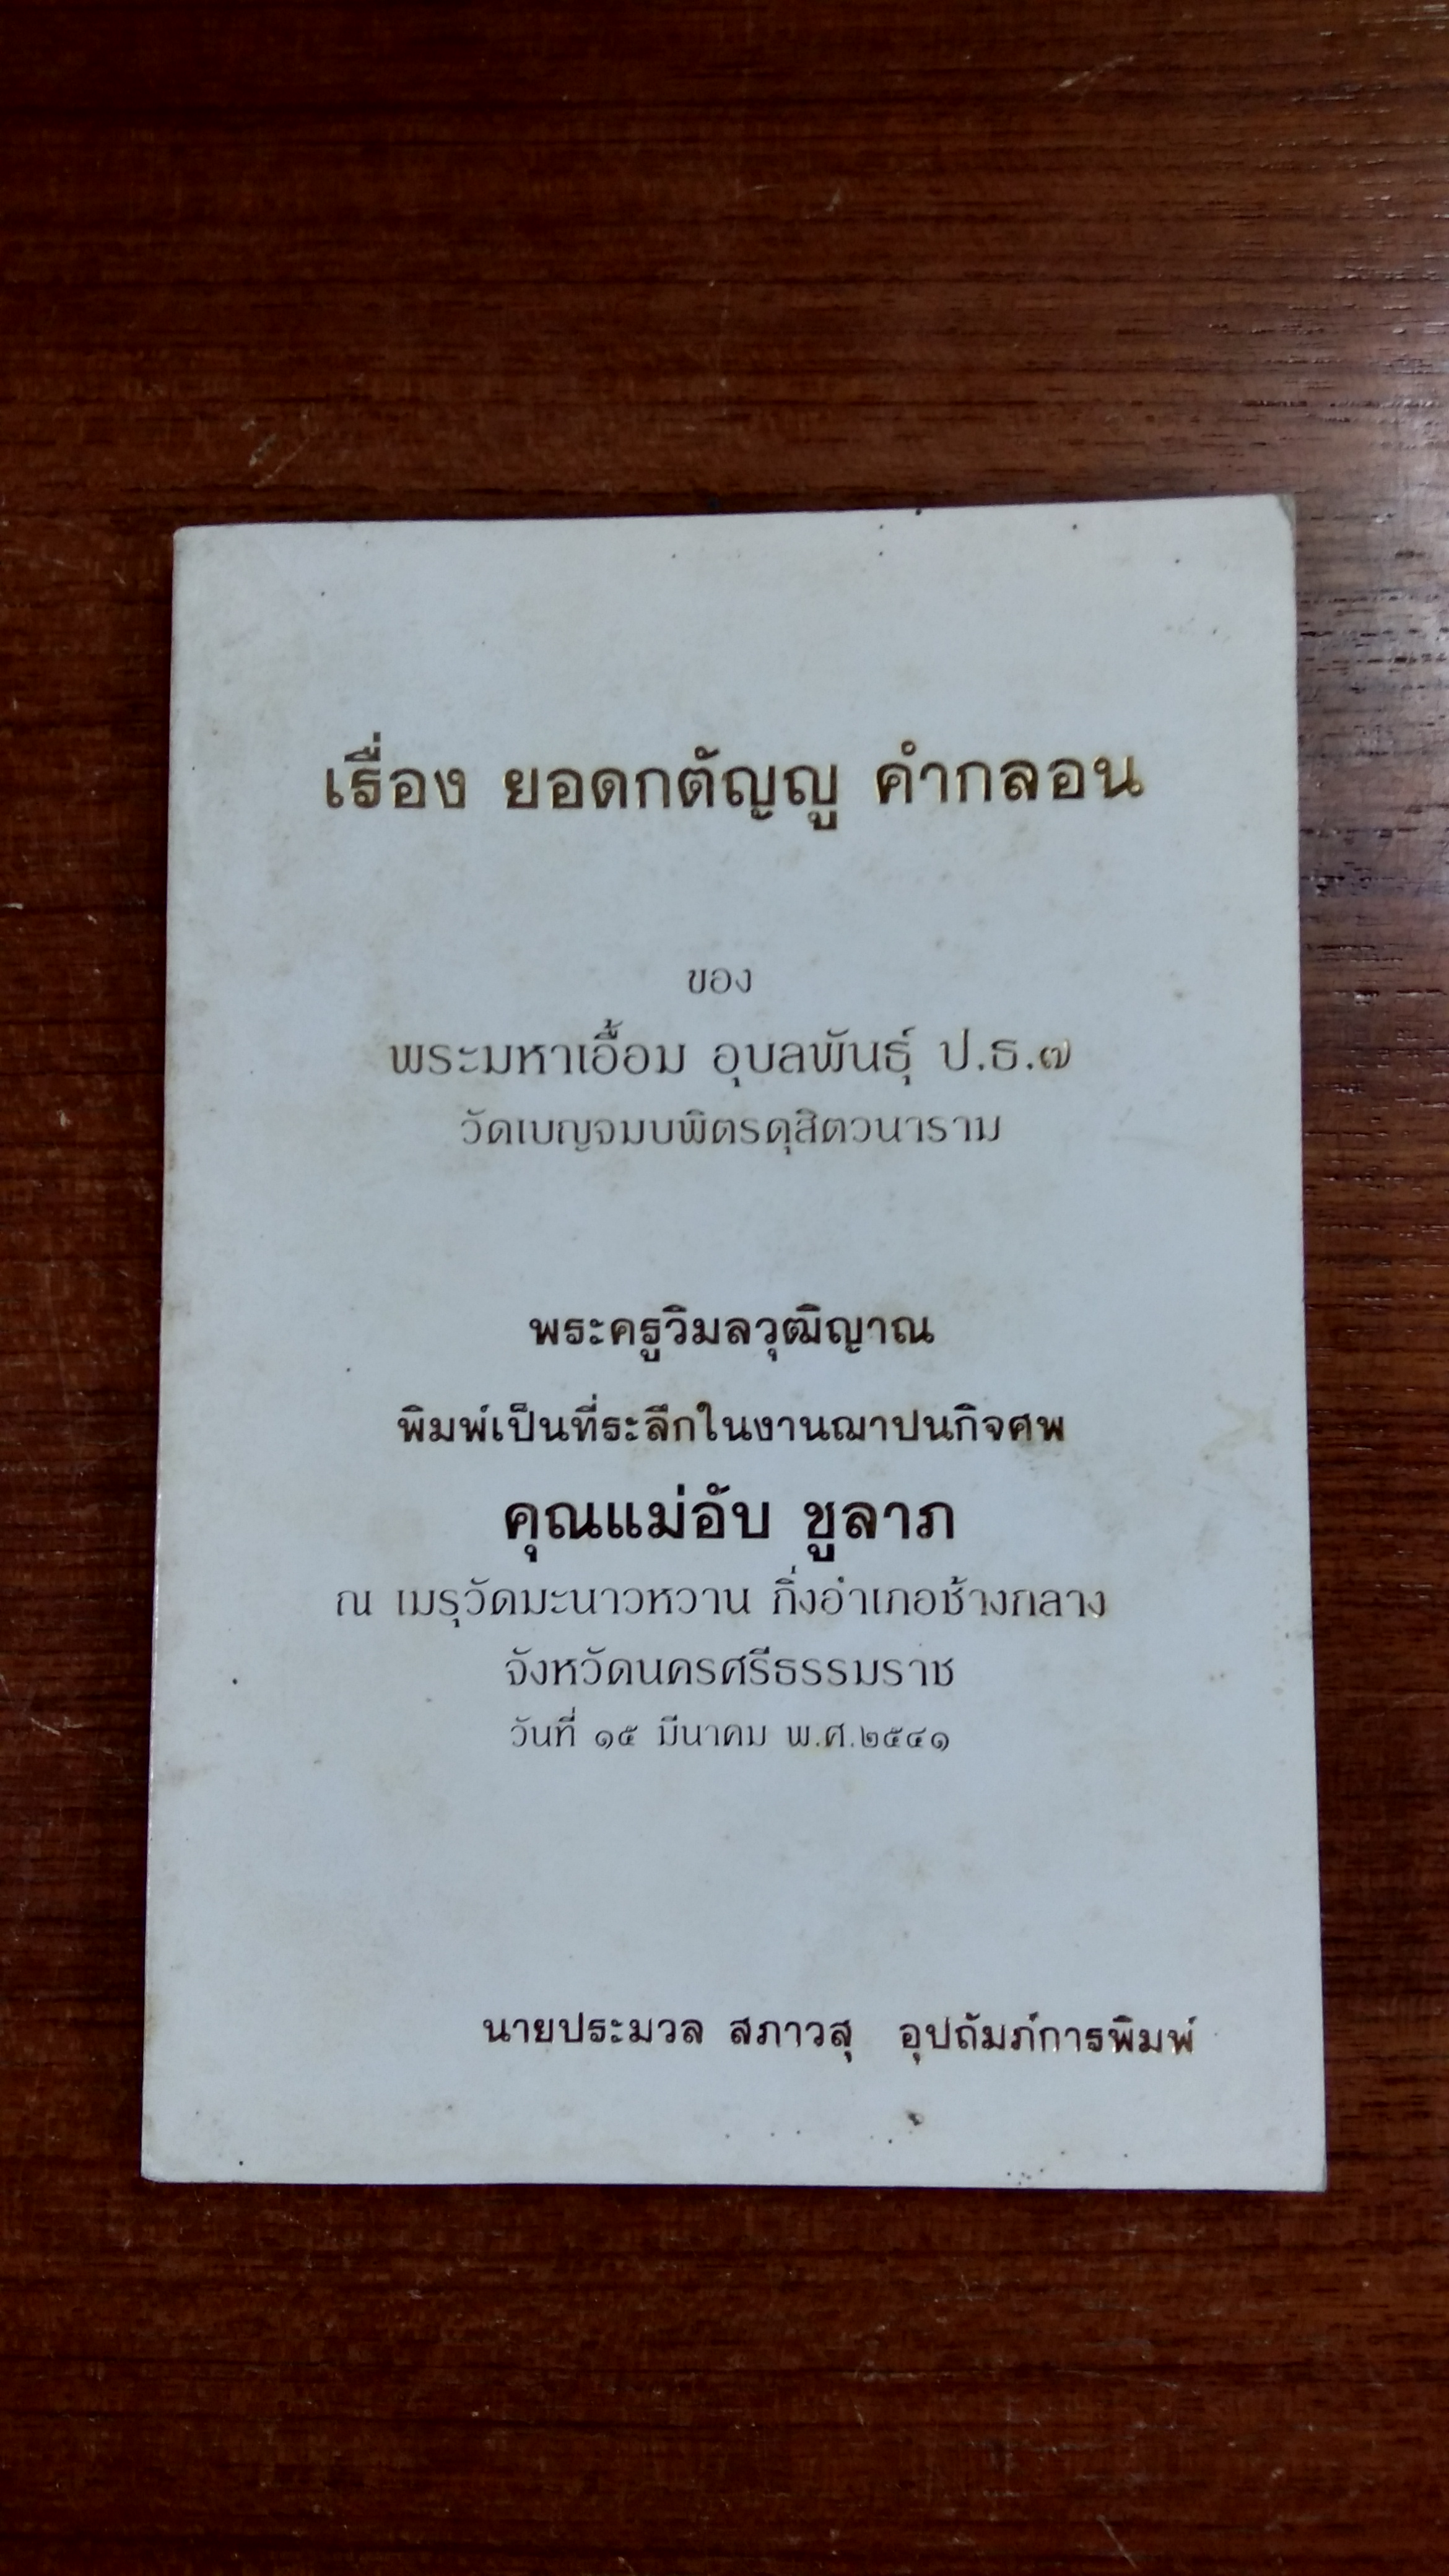 เรื่อง ยอดกตัญญู คำกลอน
ของ
พระมหาเอื้อม อุบลพันธุ์ ป.ธ.๗
วัดเบญจมบพิตรดุสิตวนาราม
พระครูวิมลวุฒิญาณ
พิมพ์เป็นที่ระลึกในงานฌาปนกิจศพ
คุณแม่อับ ชูลาภ
ณ เมรุวัดมะนาวหวาน กิ่งอำเภอช้างกลาง
จังหวัดนครศรีธรรมราช
วันที่ ๑๕ มีนาคม พ.ศ.๒๕๔๑
นายประมวล สภาวสุ อุปถัมภ์การพิมพ์